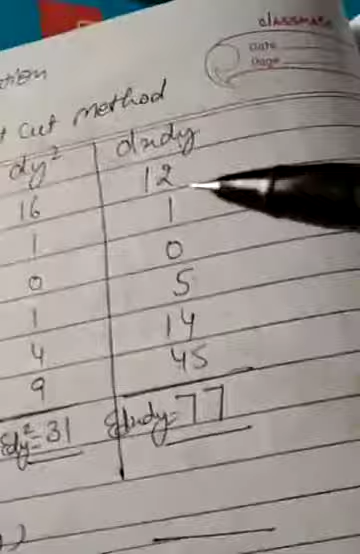 classmate
Date
Page
t cut method
dy² dxdy
16 12
1 1
0 0
1 5
4 14
9 45
Σdy²=31 Σdxdy=77